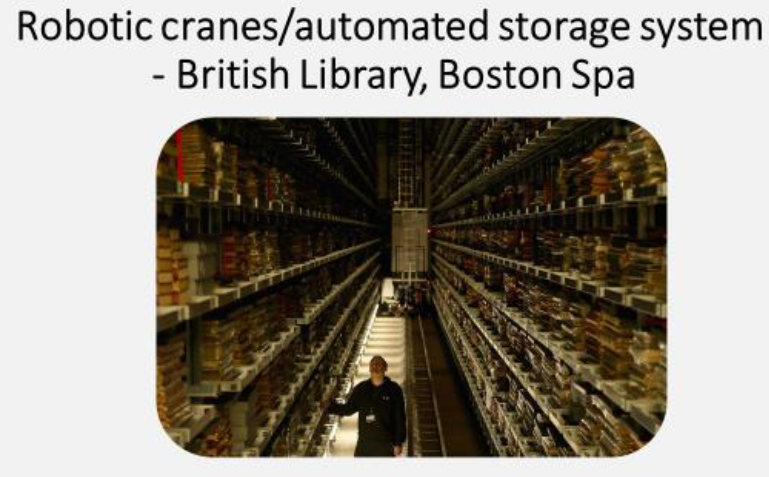 Robotic cranes/automated storage system
- British Library, Boston Spa